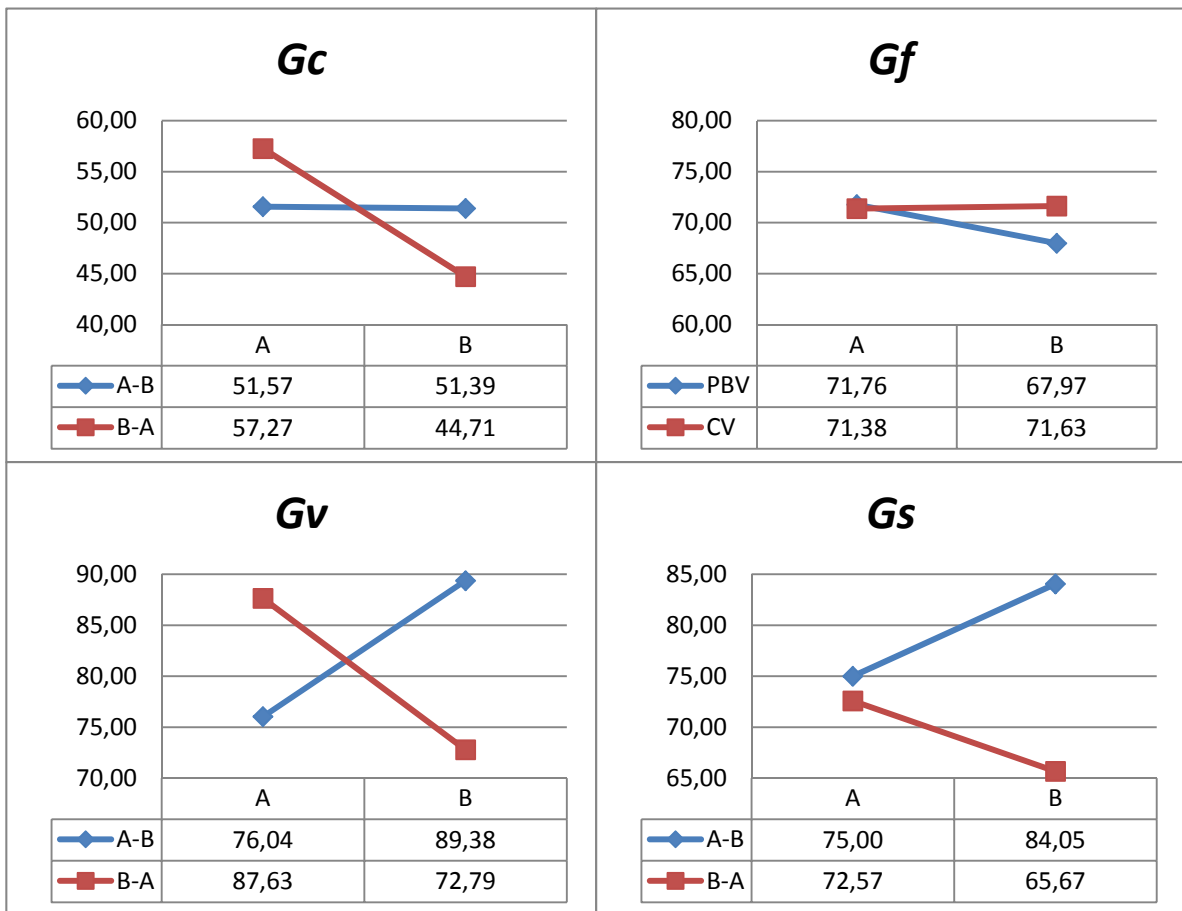 Gc
60,00
55,00
50,00
45,00
40,00
A B
A-B 51,57 51,39
B-A 57,27 44,71
Gf
80,00
75,00
70,00
65,00
60,00
A B
PBV 71,76 67,97
CV 71,38 71,63
Gv
90,00
85,00
80,00
75,00
70,00
A B
A-B 76,04 89,38
B-A 87,63 72,79
Gs
85,00
80,00
75,00
70,00
65,00
A B
A-B 75,00 84,05
B-A 72,57 65,67